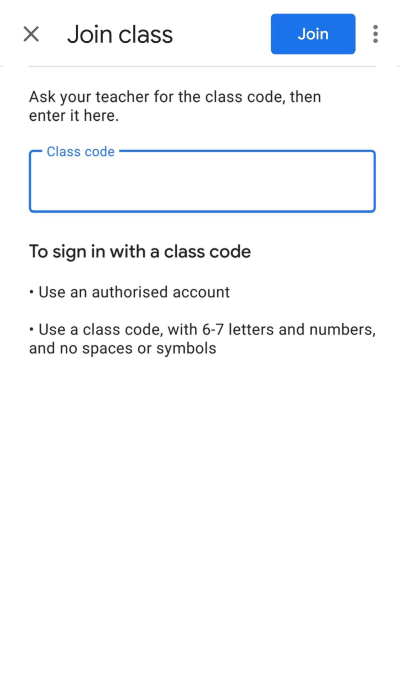 Join class
Join
Ask your teacher for the class code, then
enter it here.
Class code
To sign in with a class code
• Use an authorised account
• Use a class code, with 6-7 letters and numbers,
and no spaces or symbols